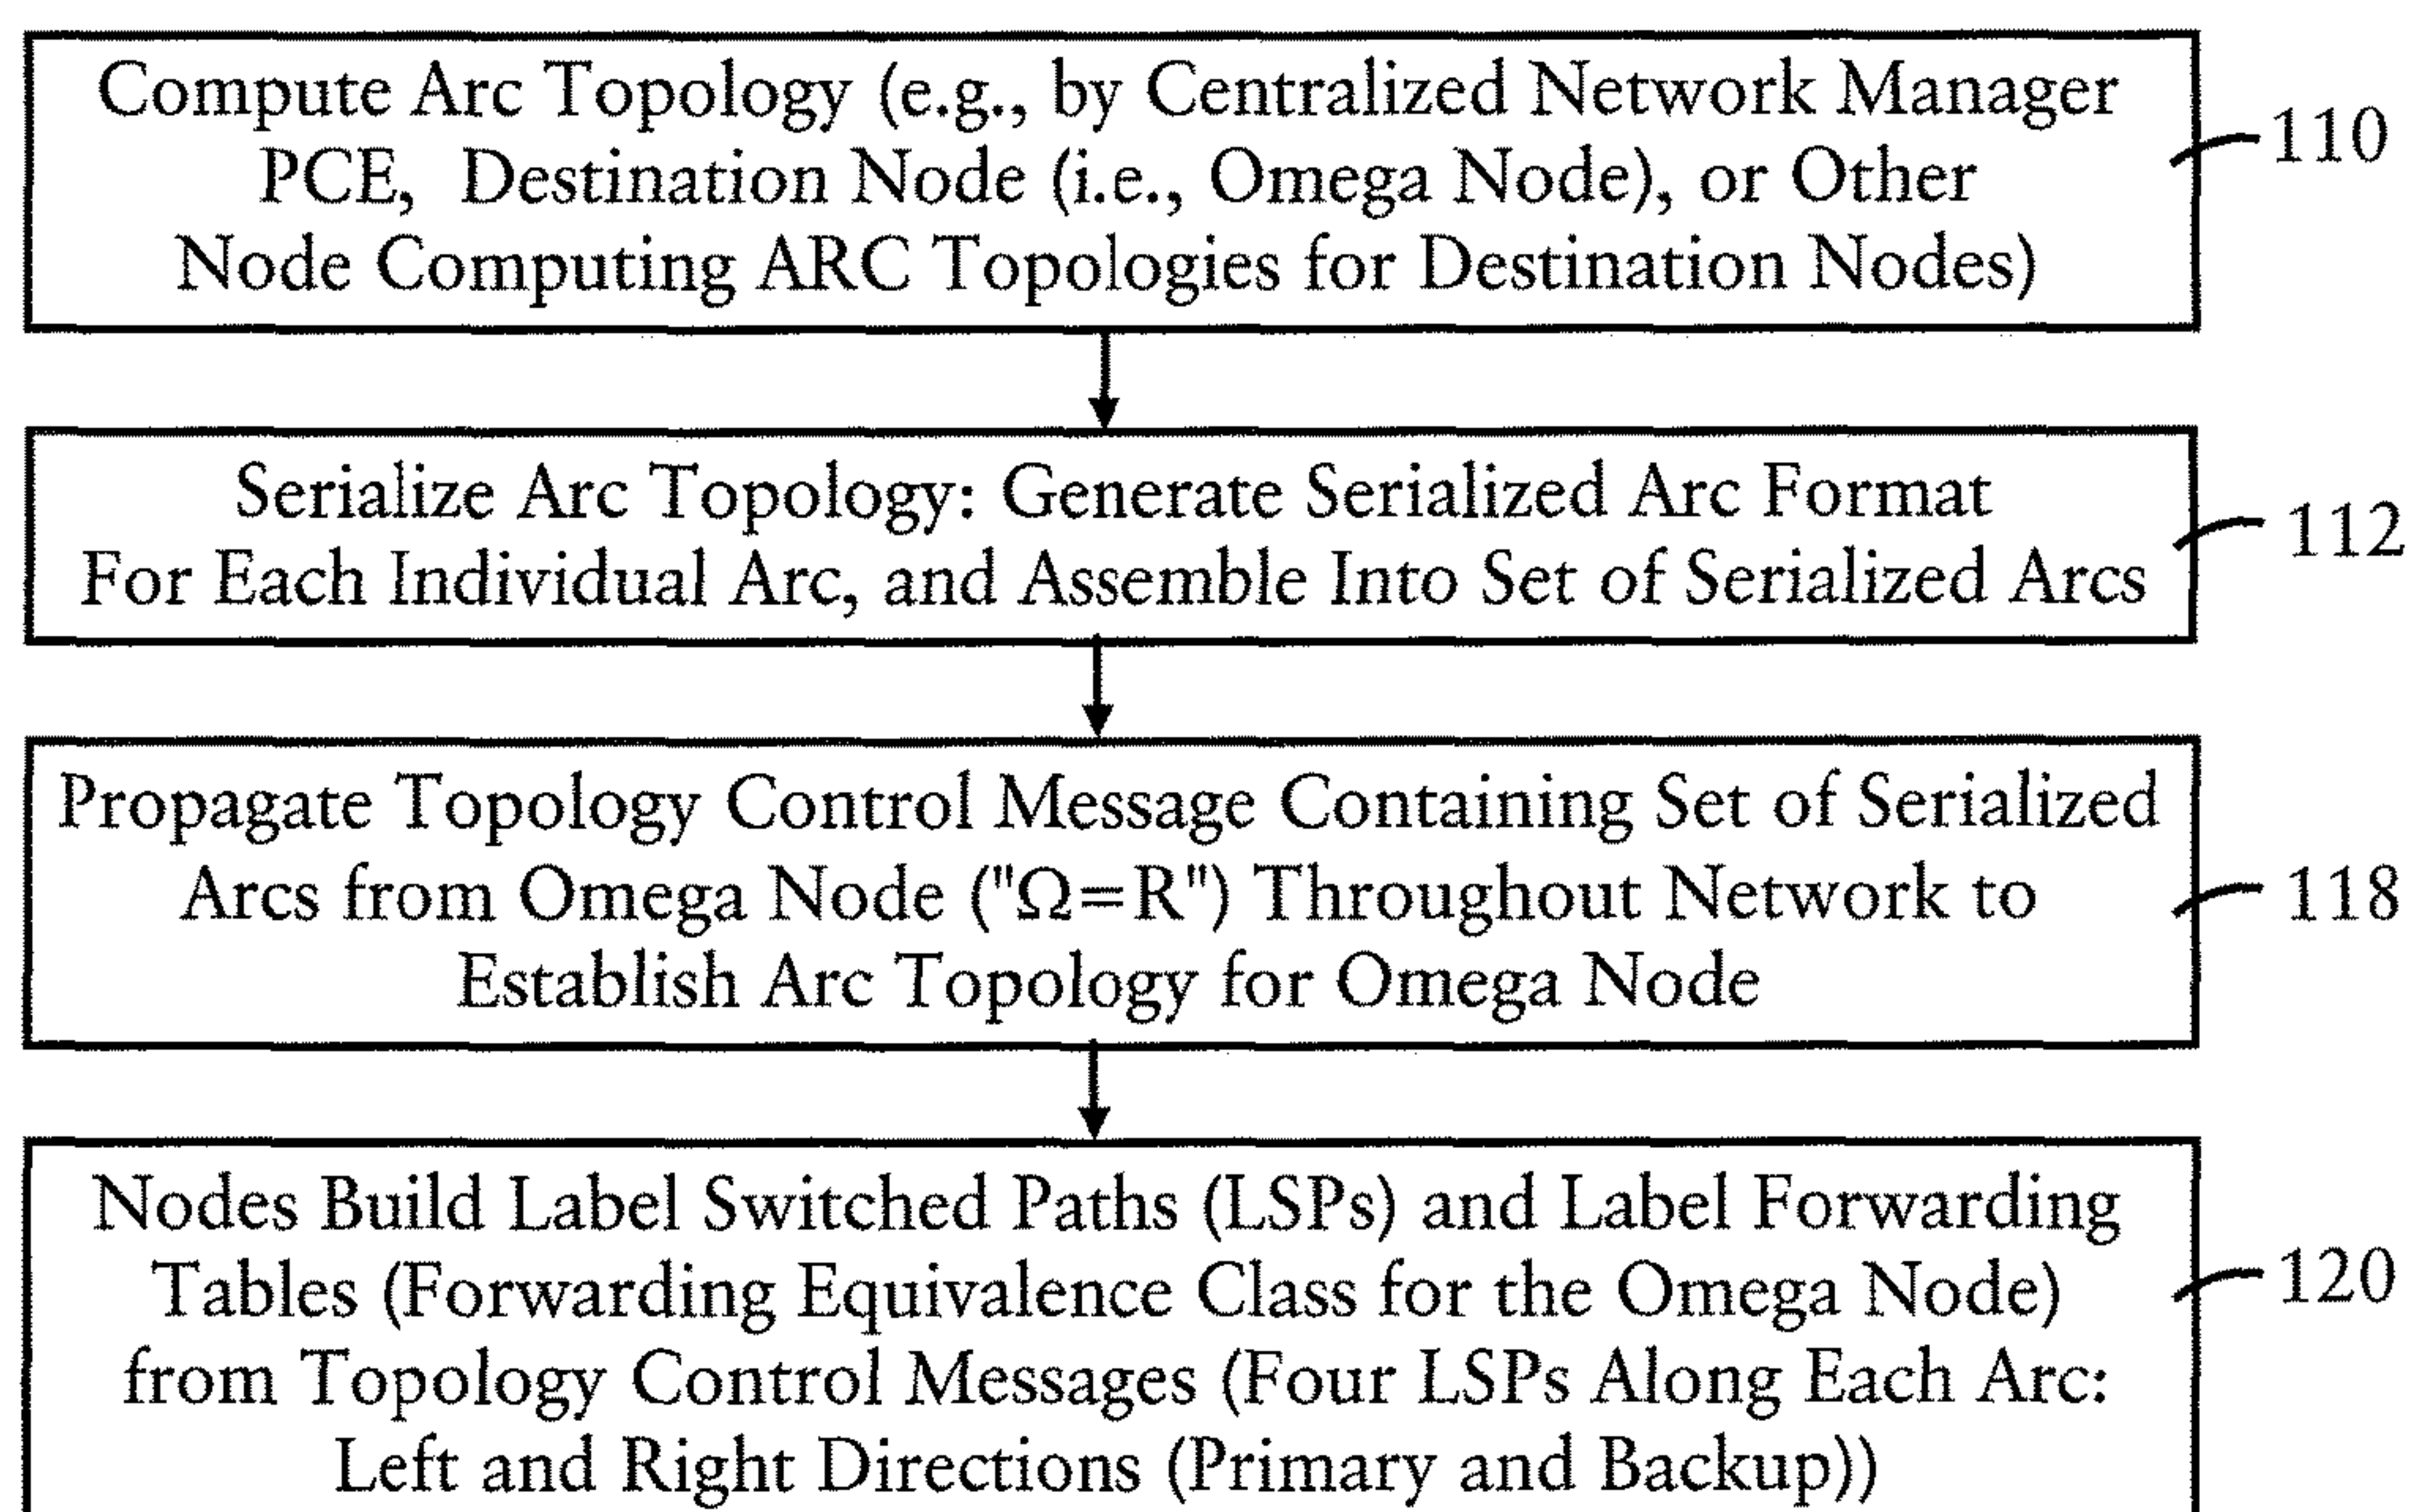 Compute Arc Topology (e.g., by Centralized Network Manager
PCE, Destination Node (i.e., Omega Node), or Other
Node Computing ARC Topologies for Destination Nodes)
110
Serialize Arc Topology: Generate Serialized Arc Format
For Each Individual Arc, and Assemble Into Set of Serialized Arcs
112
Propagate Topology Control Message Containing Set of Serialized
Arcs from Omega Node ("Ω=R") Throughout Network to
Establish Arc Topology for Omega Node
118
Nodes Build Label Switched Paths (LSPs) and Label Forwarding
Tables (Forwarding Equivalence Class for the Omega Node)
from Topology Control Messages (Four LSPs Along Each Arc:
Left and Right Directions (Primary and Backup))
120